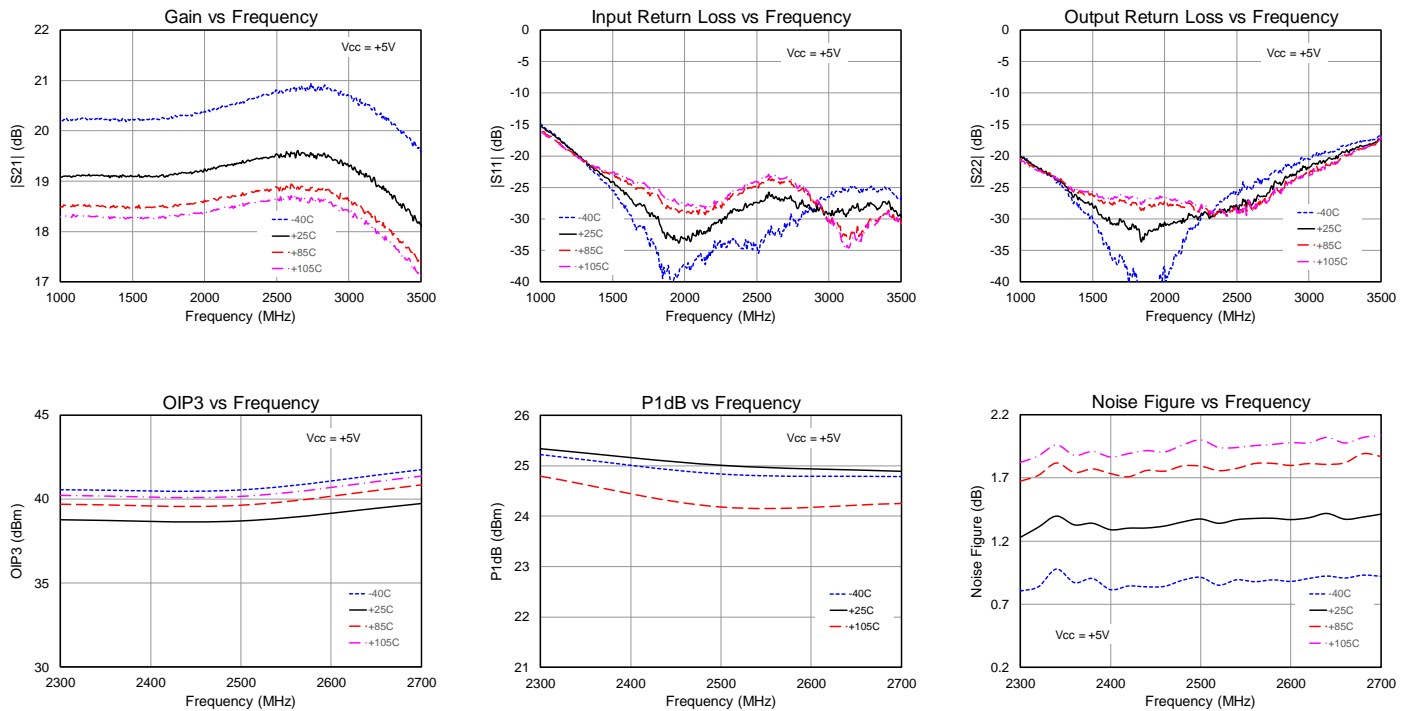 Gain vs Frequency
22
21
20
19
18
17
|S21| (dB)
Vcc = +5V
-40C
+25C
+85C
+105C
1000 1500 2000 2500 3000 3500
Frequency (MHz)
Input Return Loss vs Frequency
0
-5
-10
-15
-20
-25
-30
-35
-40
|S11| (dB)
Vcc = +5V
-40C
+25C
+85C
+105C
1000 1500 2000 2500 3000 3500
Frequency (MHz)
Output Return Loss vs Frequency
0
-5
-10
-15
-20
-25
-30
-35
-40
|S22| (dB)
Vcc = +5V
-40C
+25C
+85C
+105C
1000 1500 2000 2500 3000 3500
Frequency (MHz)
OIP3 vs Frequency
45
40
35
30
OIP3 (dBm)
Vcc = +5V
-40C
+25C
+85C
+105C
2300 2400 2500 2600 2700
Frequency (MHz)
P1dB vs Frequency
26
25
24
23
22
21
P1dB (dBm)
Vcc = +5V
-40C
+25C
+105C
2300 2400 2500 2600 2700
Frequency (MHz)
Noise Figure vs Frequency
2.2
1.7
1.2
0.7
0.2
Noise Figure (dB)
-40C
+25C
+85C
+105C
Vcc = +5V
2300 2400 2500 2600 2700
Frequency (MHz)